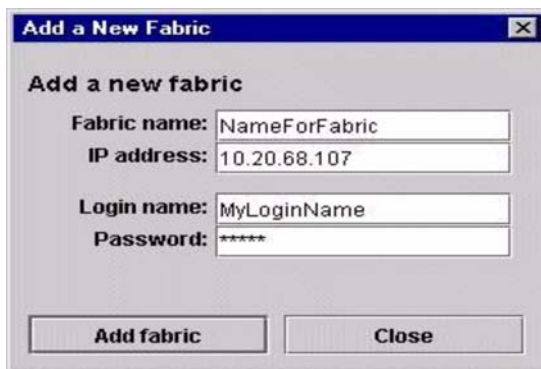 Add a New Fabric
Add a new fabric
Fabric name: NameForFabric
IP address: 10.20.68.107
Login name: MyLoginName
Password: *****
Add fabric Close